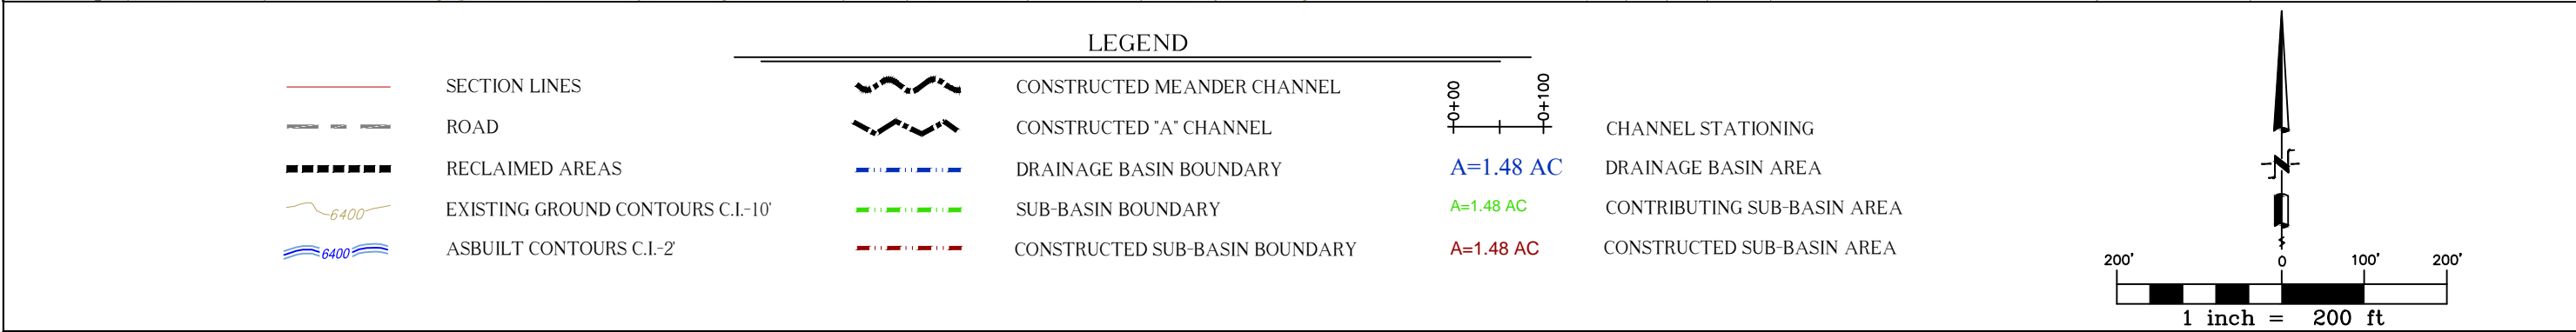 LEGEND
SECTION LINES
ROAD
RECLAIMED AREAS
6400
EXISTING GROUND CONTOURS C.I.-10'
6400
ASBUILT CONTOURS C.I.-2'
CONSTRUCTED MEANDER CHANNEL
CONSTRUCTED "A" CHANNEL
DRAINAGE BASIN BOUNDARY
SUB-BASIN BOUNDARY
CONSTRUCTED SUB-BASIN BOUNDARY
0+00
0+100
CHANNEL STATIONING
A=1.48 AC
DRAINAGE BASIN AREA
A=1.48 AC
CONTRIBUTING SUB-BASIN AREA
A=1.48 AC
CONSTRUCTED SUB-BASIN AREA
N
200' 0 100' 200'
1 inch = 200 ft